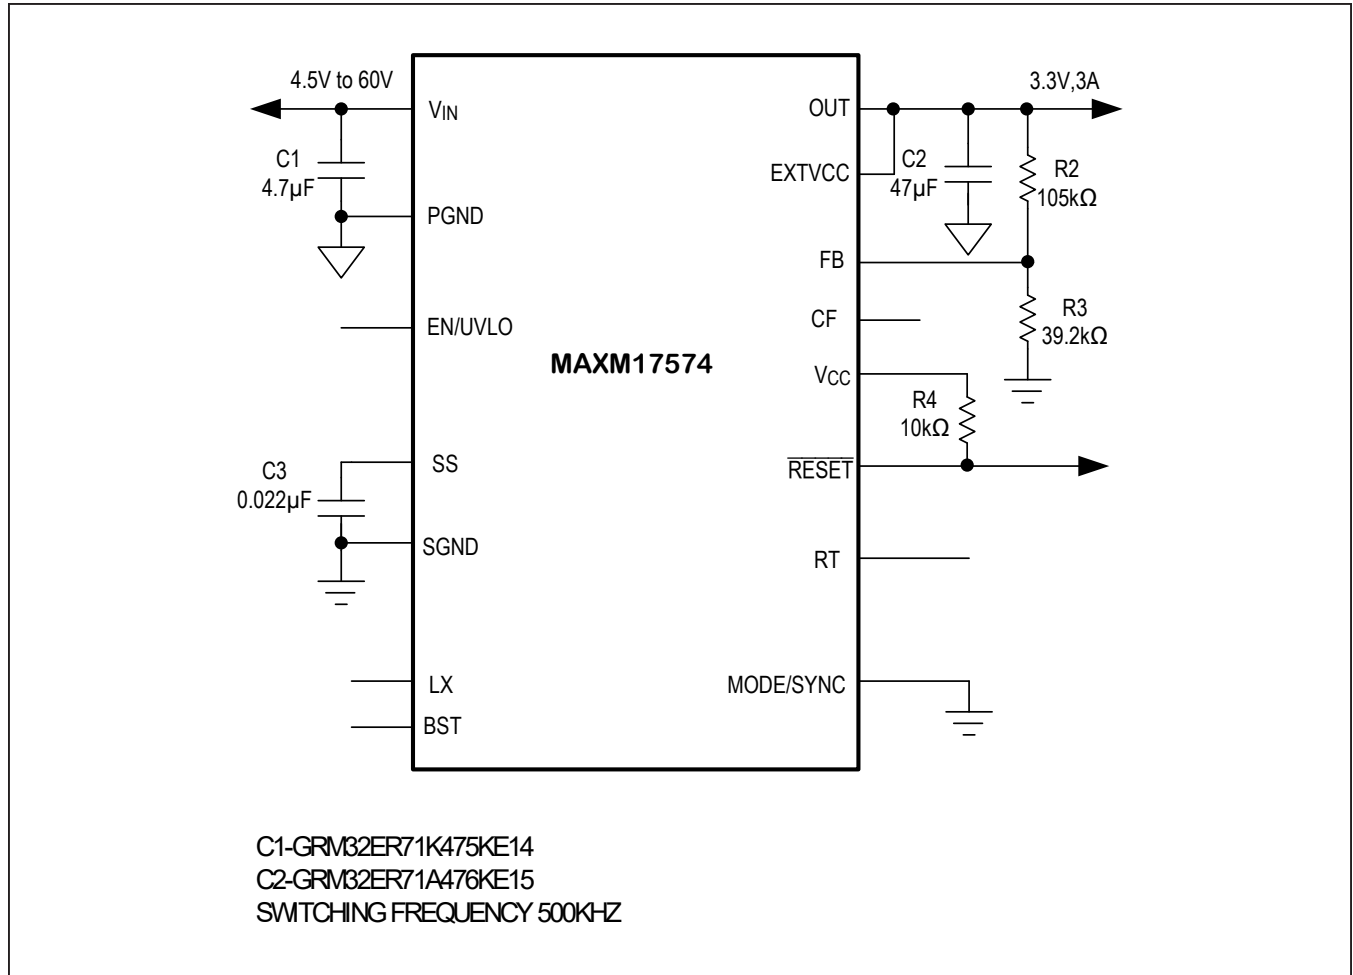 4.5V to 60V
3.3V,3A
VIN
OUT
C1
4.7µF
EXTVCC
C2
47µF
R2
105kΩ
PGND
FB
EN/UVLO
CF
R3
39.2kΩ
MAXM17574
VCC
R4
10kΩ
SS
RESET
C3
0.022µF
SGND
RT
LX
MODE/SYNC
BST
C1-GRM32ER71K475KE14
C2-GRM32ER71A476KE15
SWITCHING FREQUENCY 500KHZ